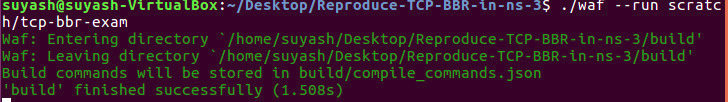 suyash@suyash-VirtualBox:~/Desktop/Reproduce-TCP-BBR-in-ns-3$ ./waf --run scratc
h/tcp-bbr-exam
Waf: Entering directory `/home/suyash/Desktop/Reproduce-TCP-BBR-in-ns-3/build'
Waf: Leaving directory `/home/suyash/Desktop/Reproduce-TCP-BBR-in-ns-3/build'
Build commands will be stored in build/compile_commands.json
'build' finished successfully (1.508s)